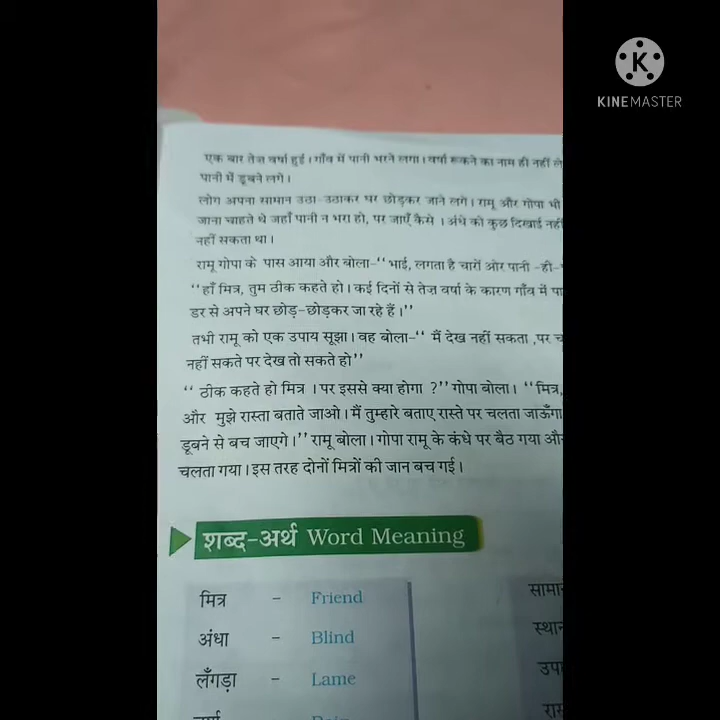 KINEMASTER
एक बार तेज़ वर्षा हुई। गाँव में पानी भरने लगा। वर्षा रूकने का नाम ही नहीं ले
पानी में डूबने लगे।
लोग अपना सामान उठा-उठाकर घर छोड़कर जाने लगे। रामू और गोपा भी
जाना चाहते थे जहाँ पानी न भरा हो, पर जाएँ कैसे । अंधे को कुछ दिखाई नहीं
नहीं सकता था।
रामू गोपा के पास आया और बोला-‘‘ भाई, लगता है चारों ओर पानी -ही-
‘‘हाँ मित्र, तुम ठीक कहते हो। कई दिनों से तेज़ वर्षा के कारण गाँव में
डर से अपने घर छोड़-छोड़कर जा रहे हैं।’’
तभी रामू को एक उपाय सूझा। वह बोला-‘‘ मैं देख नहीं सकता ,पर
नहीं सकते पर देख तो सकते हो’’
‘‘ ठीक कहते हो मित्र । पर इससे क्या होगा ?’’ गोपा बोला। ‘‘मित्र,
और मुझे रास्ता बताते जाओ। मैं तुम्हारे बताए रास्ते पर चलता जाऊँगा
डूबने से बच जाएगे।’’ रामू बोला। गोपा रामू के कंधे पर बैठ गया
चलता गया। इस तरह दोनों मित्रों की जान बच गई।
शब्द-अर्थ Word Meaning
मित्र – Friend
अंधा – Blind
लँगड़ा – Lame